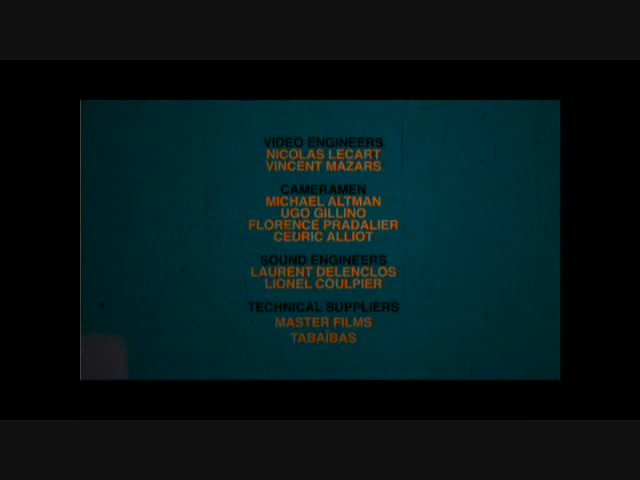 VIDEO ENGINEERS
NICOLAS LECART
VINCENT MAZARS
CAMERAMEN
MICHAEL ALTMAN
UGO GILLINO
FLORENCE PRADALIER
CEDRIC ALLIOT
SOUND ENGINEERS
LAURENT DELENCLOS
LIONEL COULPIER
TECHNICAL SUPPLIERS
MASTER FILMS
TABAÏBAS